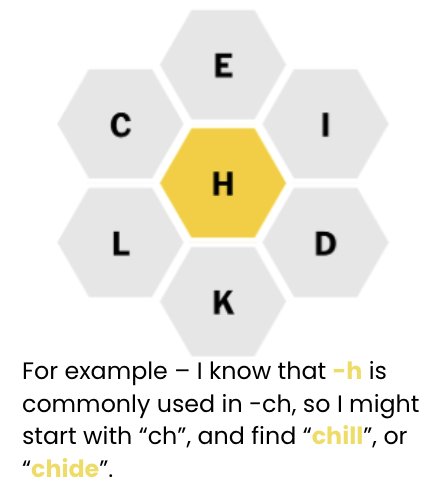 E
C
I
H
L
D
K
For example – I know that -h is
commonly used in -ch, so I might
start with “ch”, and find “chill”, or
“chide”.